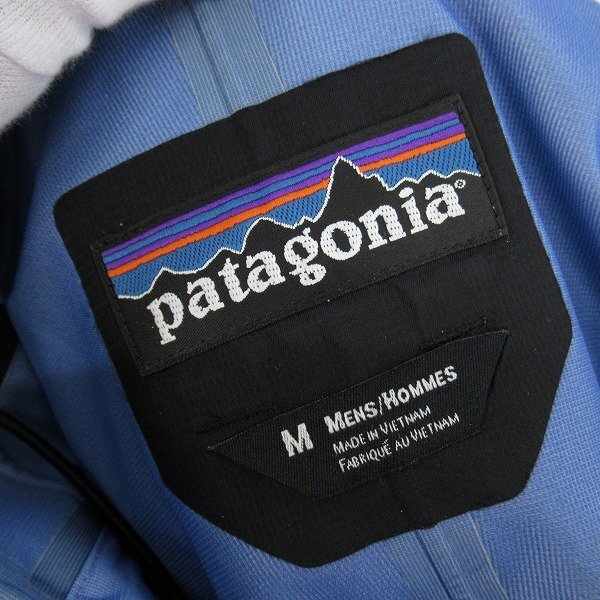 patagonia®
M MENS/HOMMES
MADE IN VIETNAM
FABRIQUÉ AU VIETNAM